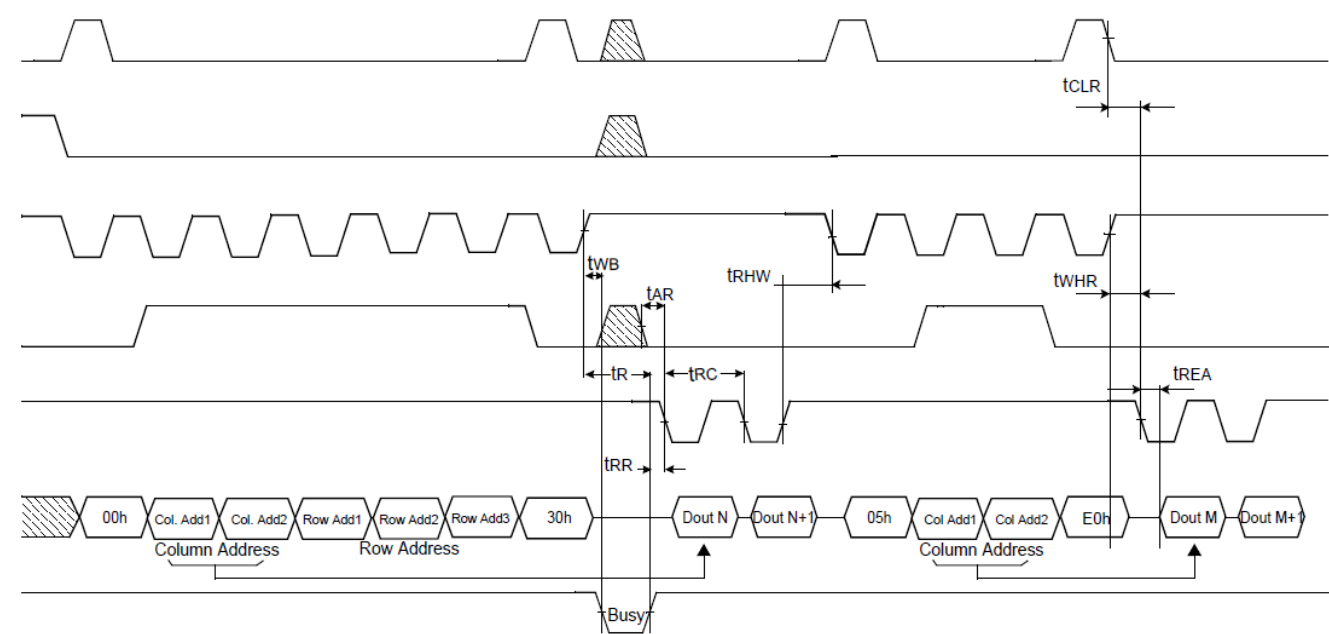 tCLR
tWB
tRHW
tWHR
tAR
tR
tRC
tREA
tRR
00h Col. Add1 Col. Add2 Row Add1 Row Add2 Row Add3 30h Dout N Dout N+1 05h Col Add1 Col Add2 E0h Dout M Dout M+1
Column Address Row Address Column Address
Busy